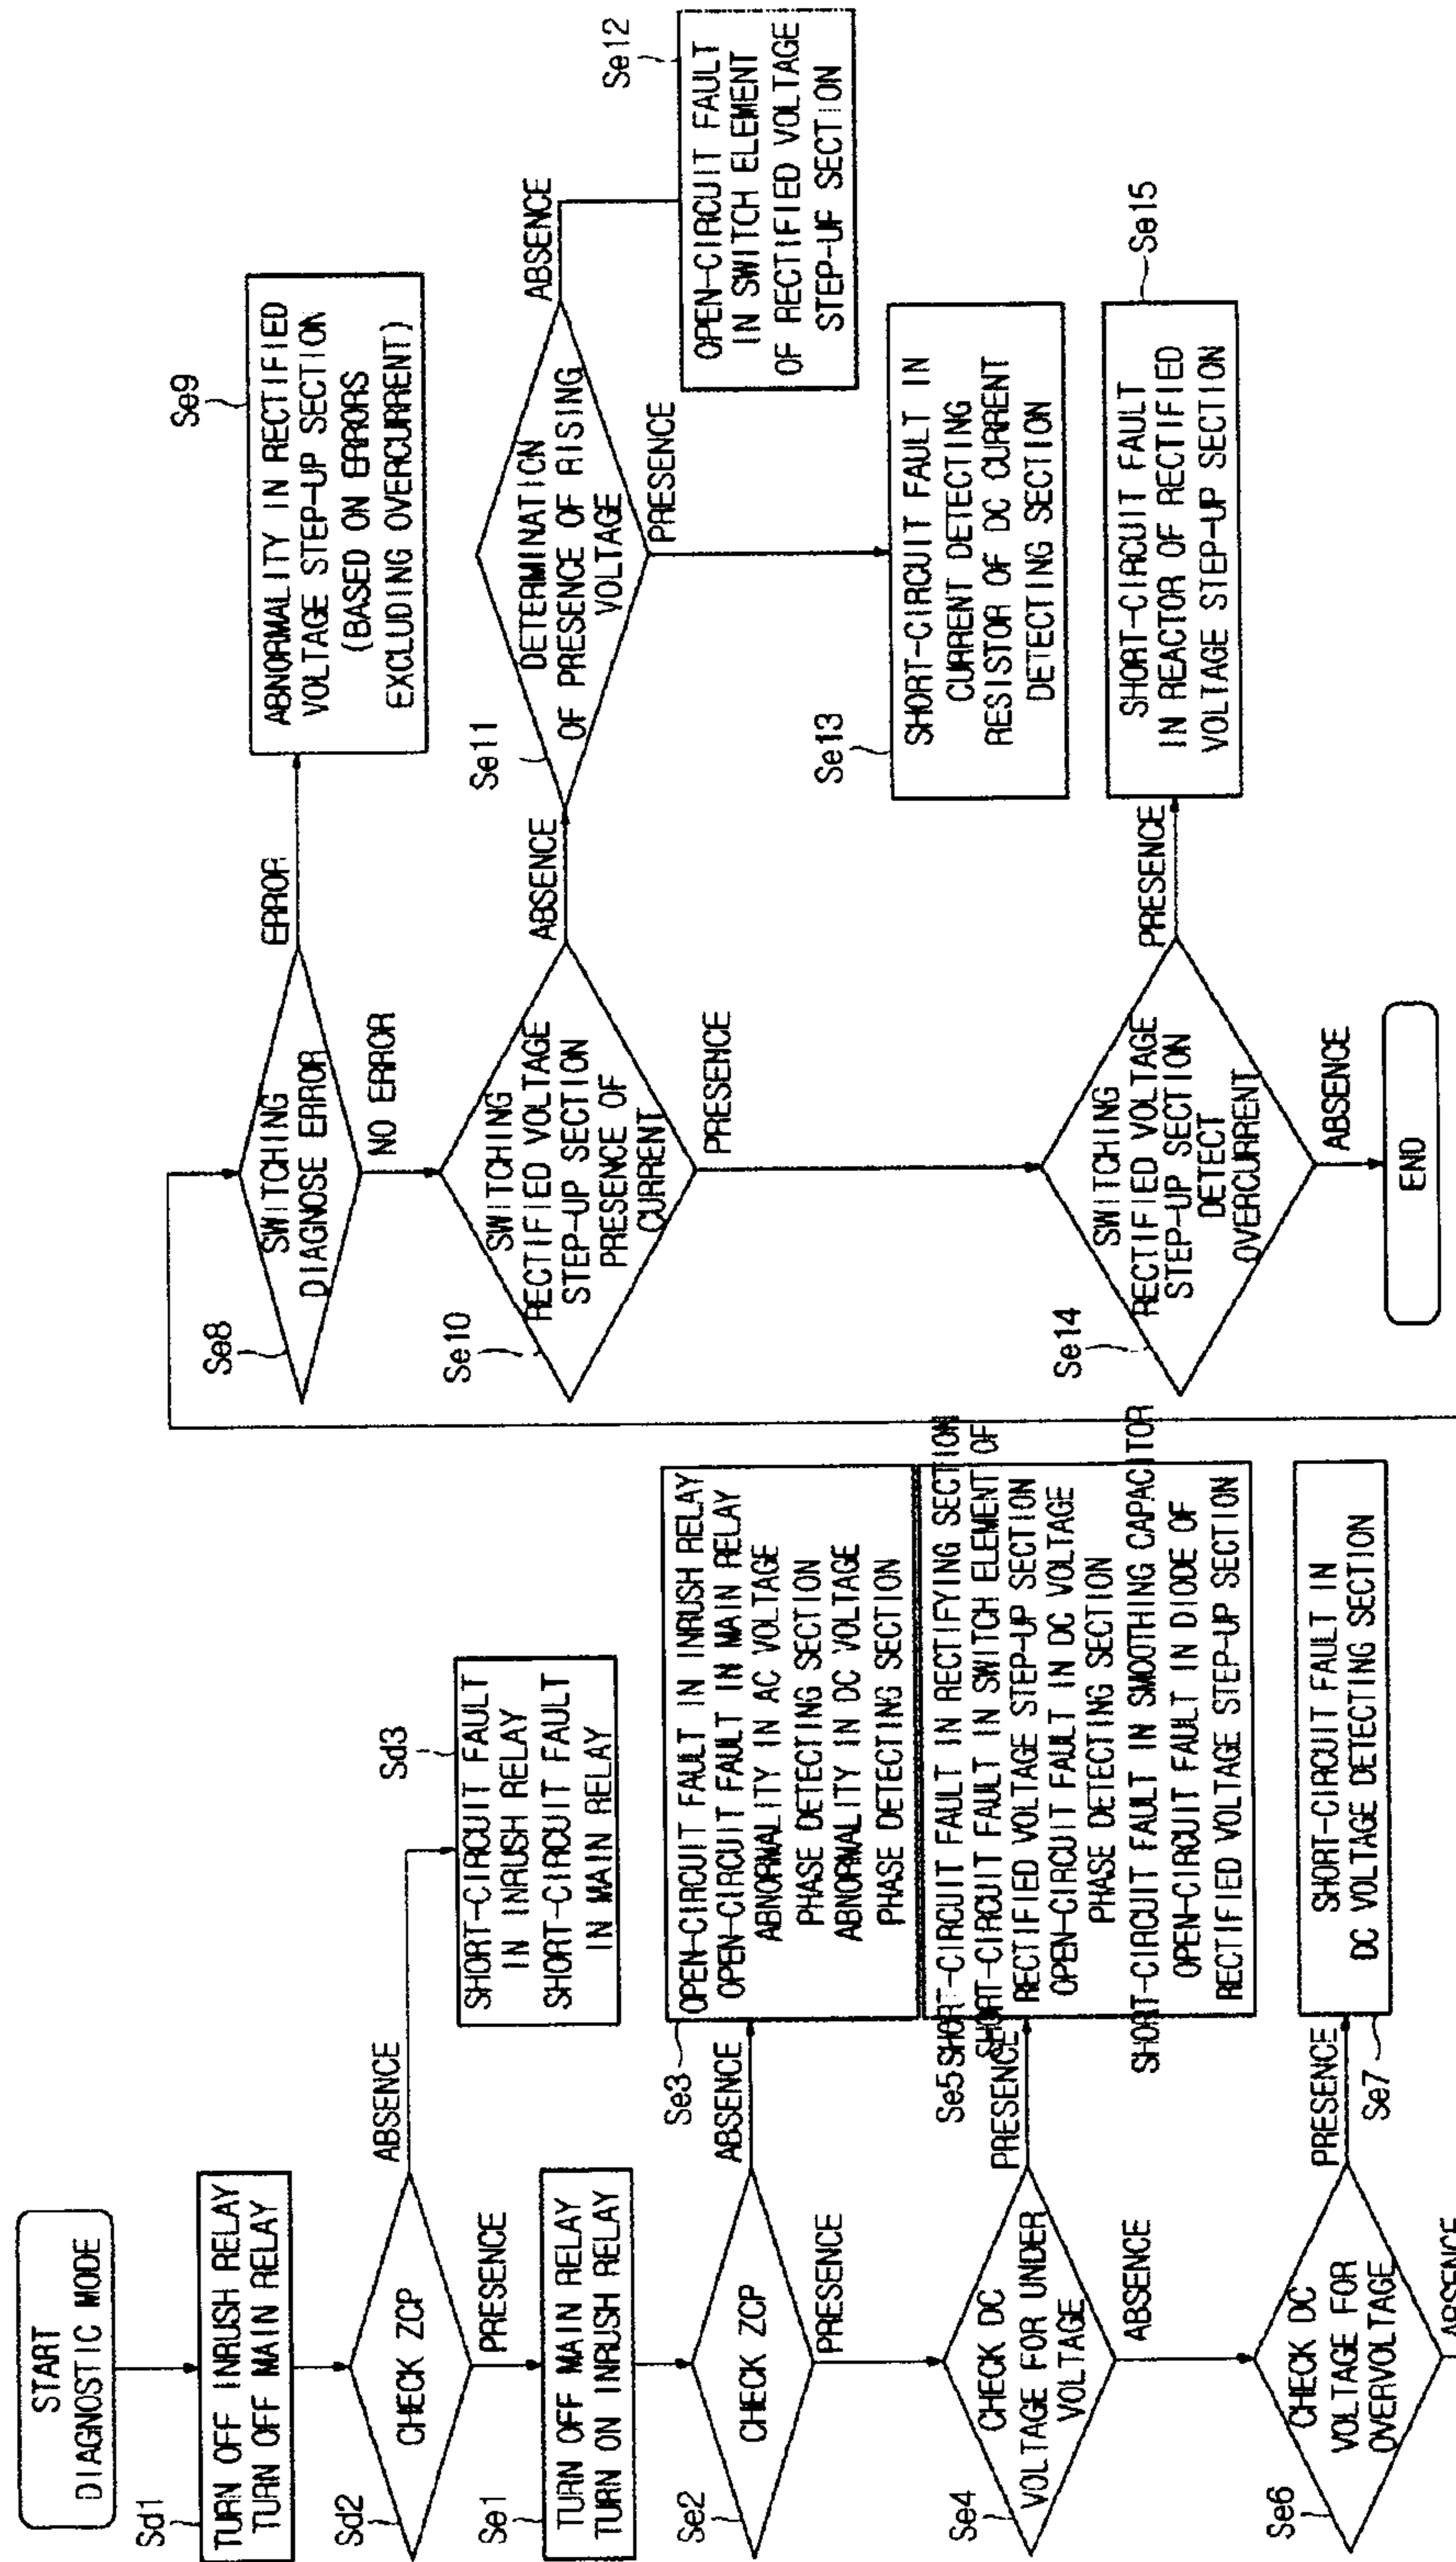 START
DIAGNOSTIC MODE
Sd1
TURN OFF INRUSH RELAY
TURN OFF MAIN RELAY
Sd2
CHECK ZCP
ABSENCE
Sd3
SHORT-CIRCUIT FAULT
IN INRUSH RELAY
SHORT-CIRCUIT FAULT
IN MAIN RELAY
PRESENCE
Se1
TURN OFF MAIN RELAY
TURN ON INRUSH RELAY
Se2
CHECK ZCP
ABSENCE
Se3
OPEN-CIRCUIT FAULT IN INRUSH RELAY
OPEN-CIRCUIT FAULT IN MAIN RELAY
ABNORMALITY IN AC VOLTAGE
PHASE DETECTING SECTION
ABNORMALITY IN DC VOLTAGE
PHASE DETECTING SECTION
PRESENCE
Se4
CHECK DC
VOLTAGE FOR UNDER
VOLTAGE
PRESENCE
Se5
SHORT-CIRCUIT FAULT IN RECTIFYING SECTION
SHORT-CIRCUIT FAULT IN SWITCH ELEMENT OF
RECTIFIED VOLTAGE STEP-UP SECTION
OPEN-CIRCUIT FAULT IN DC VOLTAGE
PHASE DETECTING SECTION
SHORT-CIRCUIT FAULT IN SMOOTHING CAPACITOR
OPEN-CIRCUIT FAULT IN DIODE OF
RECTIFIED VOLTAGE STEP-UP SECTION
ABSENCE
Se6
CHECK DC
VOLTAGE FOR
OVERVOLTAGE
PRESENCE
Se7
SHORT-CIRCUIT FAULT IN
DC VOLTAGE DETECTING SECTION
ABSENCE
Se8
SWITCHING
DIAGNOSE ERROR
ERROR
Se9
ABNORMALITY IN RECTIFIED
VOLTAGE STEP-UP SECTION
(BASED ON ERRORS
EXCLUDING OVERCURRENT)
NO ERROR
Se10
SWITCHING
RECTIFIED VOLTAGE
STEP-UP SECTION
PRESENCE OF
CURRENT
ABSENCE
Se11
DETERMINATION
OF PRESENCE OF RISING
VOLTAGE
ABSENCE
Se12
OPEN-CIRCUIT FAULT
IN SWITCH ELEMENT
OF RECTIFIED VOLTAGE
STEP-UP SECTION
PRESENCE
Se13
SHORT-CIRCUIT FAULT IN
CURRENT DETECTING
RESISTOR OF DC CURRENT
DETECTING SECTION
PRESENCE
Se14
SWITCHING
RECTIFIED VOLTAGE
STEP-UP SECTION
DETECT
OVERCURRENT
PRESENCE
Se15
SHORT-CIRCUIT FAULT
IN REACTOR OF RECTIFIED
VOLTAGE STEP-UP SECTION
ABSENCE
END